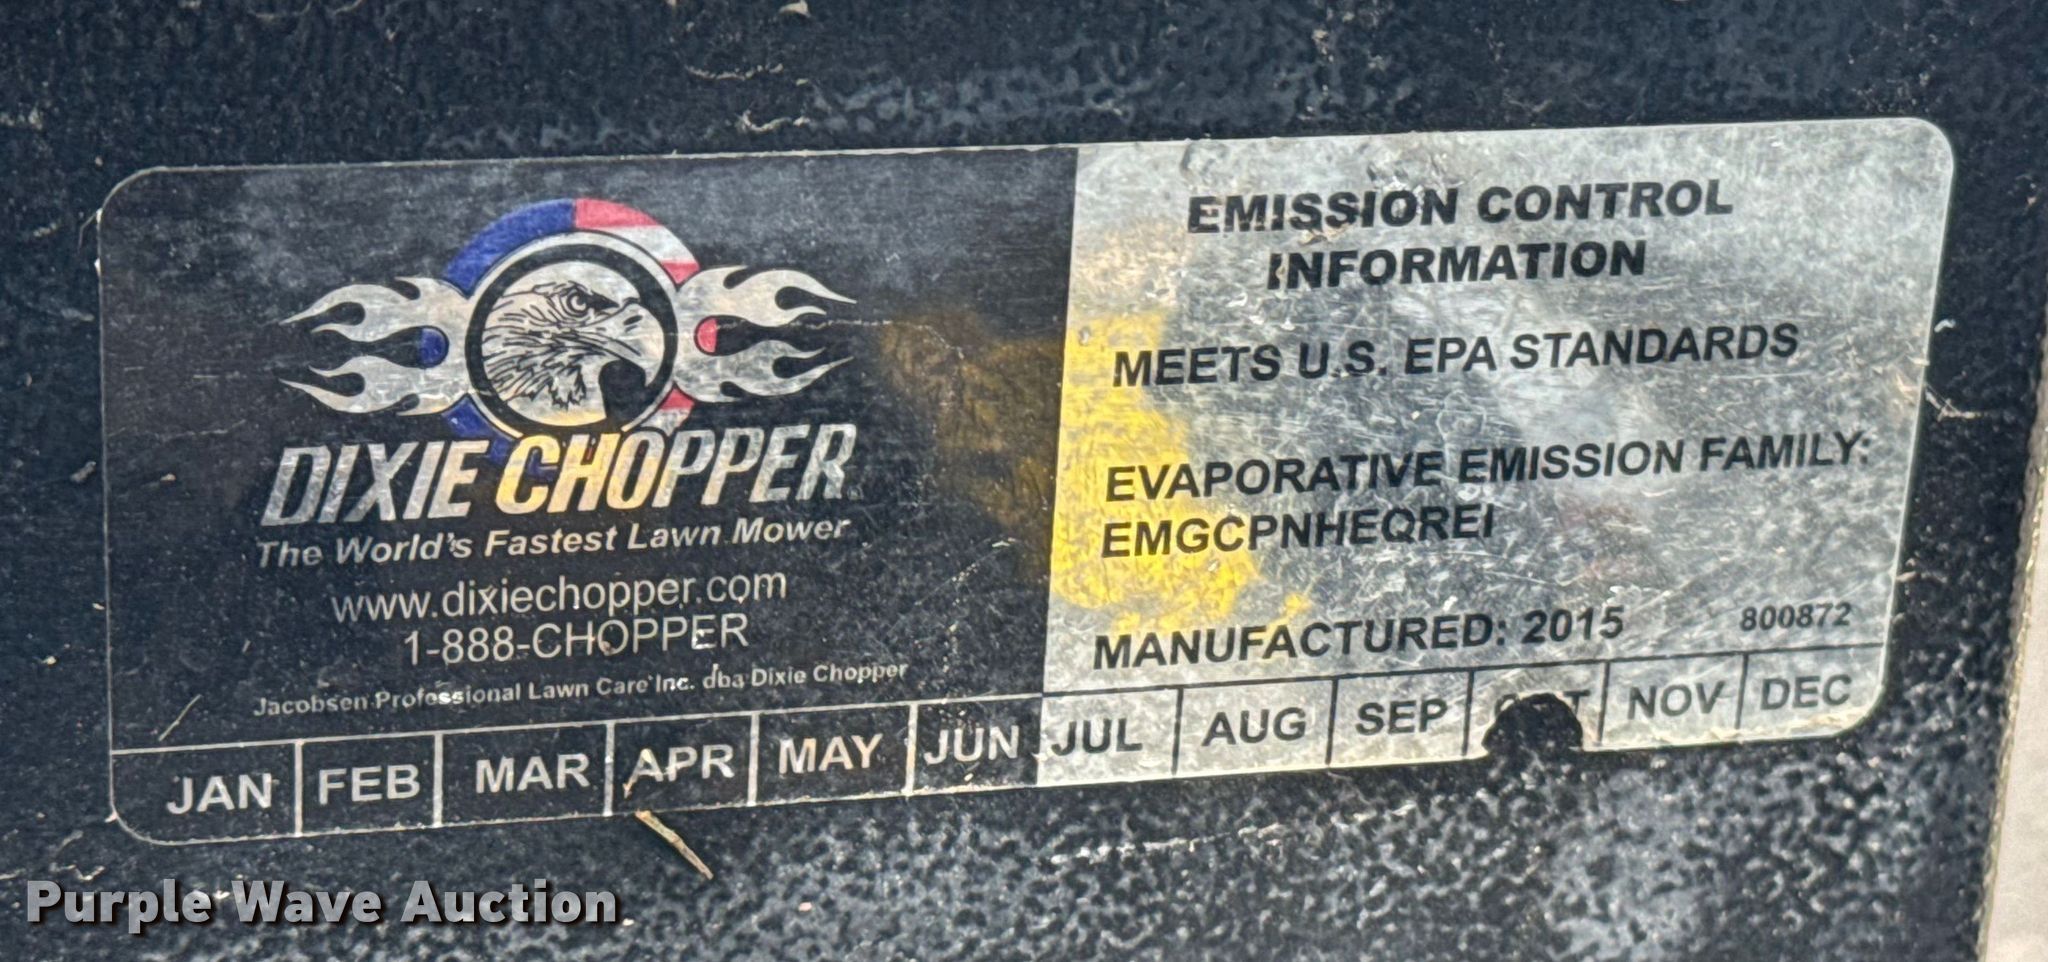 DIXIE CHOPPER
The World's Fastest Lawn Mower
www.dixiechopper.com
1-888-CHOPPER
Jacobsen Professional Lawn Care Inc. dba Dixie Chopper
EMISSION CONTROL
INFORMATION
MEETS U.S. EPA STANDARDS
EVAPORATIVE EMISSION FAMILY:
EMGCPNHEQREI
MANUFACTURED: 2015 800872
JAN FEB MAR APR MAY JUN JUL AUG SEP NOV DEC
Purple Wave Auction